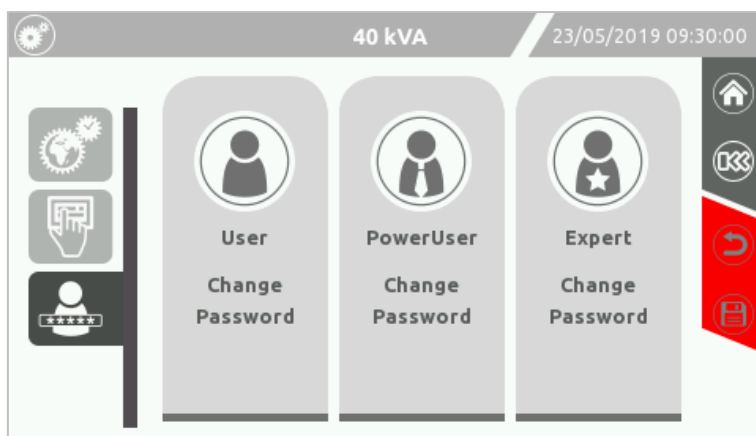 40 kVA
23/05/2019 09:30:00
User
PowerUser
Expert
Change
Password
Change
Password
Change
Password
*****